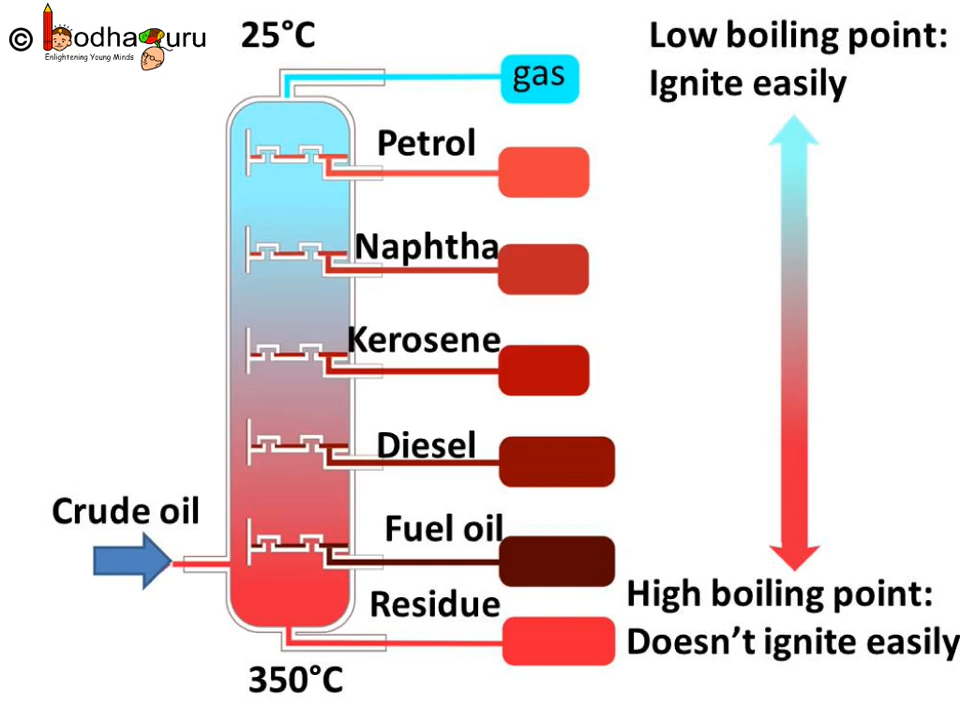 © Bodhaguru
Enlightening Young Minds
25°C
gas
Low boiling point:
Ignite easily
Petrol
Naphtha
Kerosene
Diesel
Crude oil
Fuel oil
Residue
High boiling point:
Doesn’t ignite easily
350°C